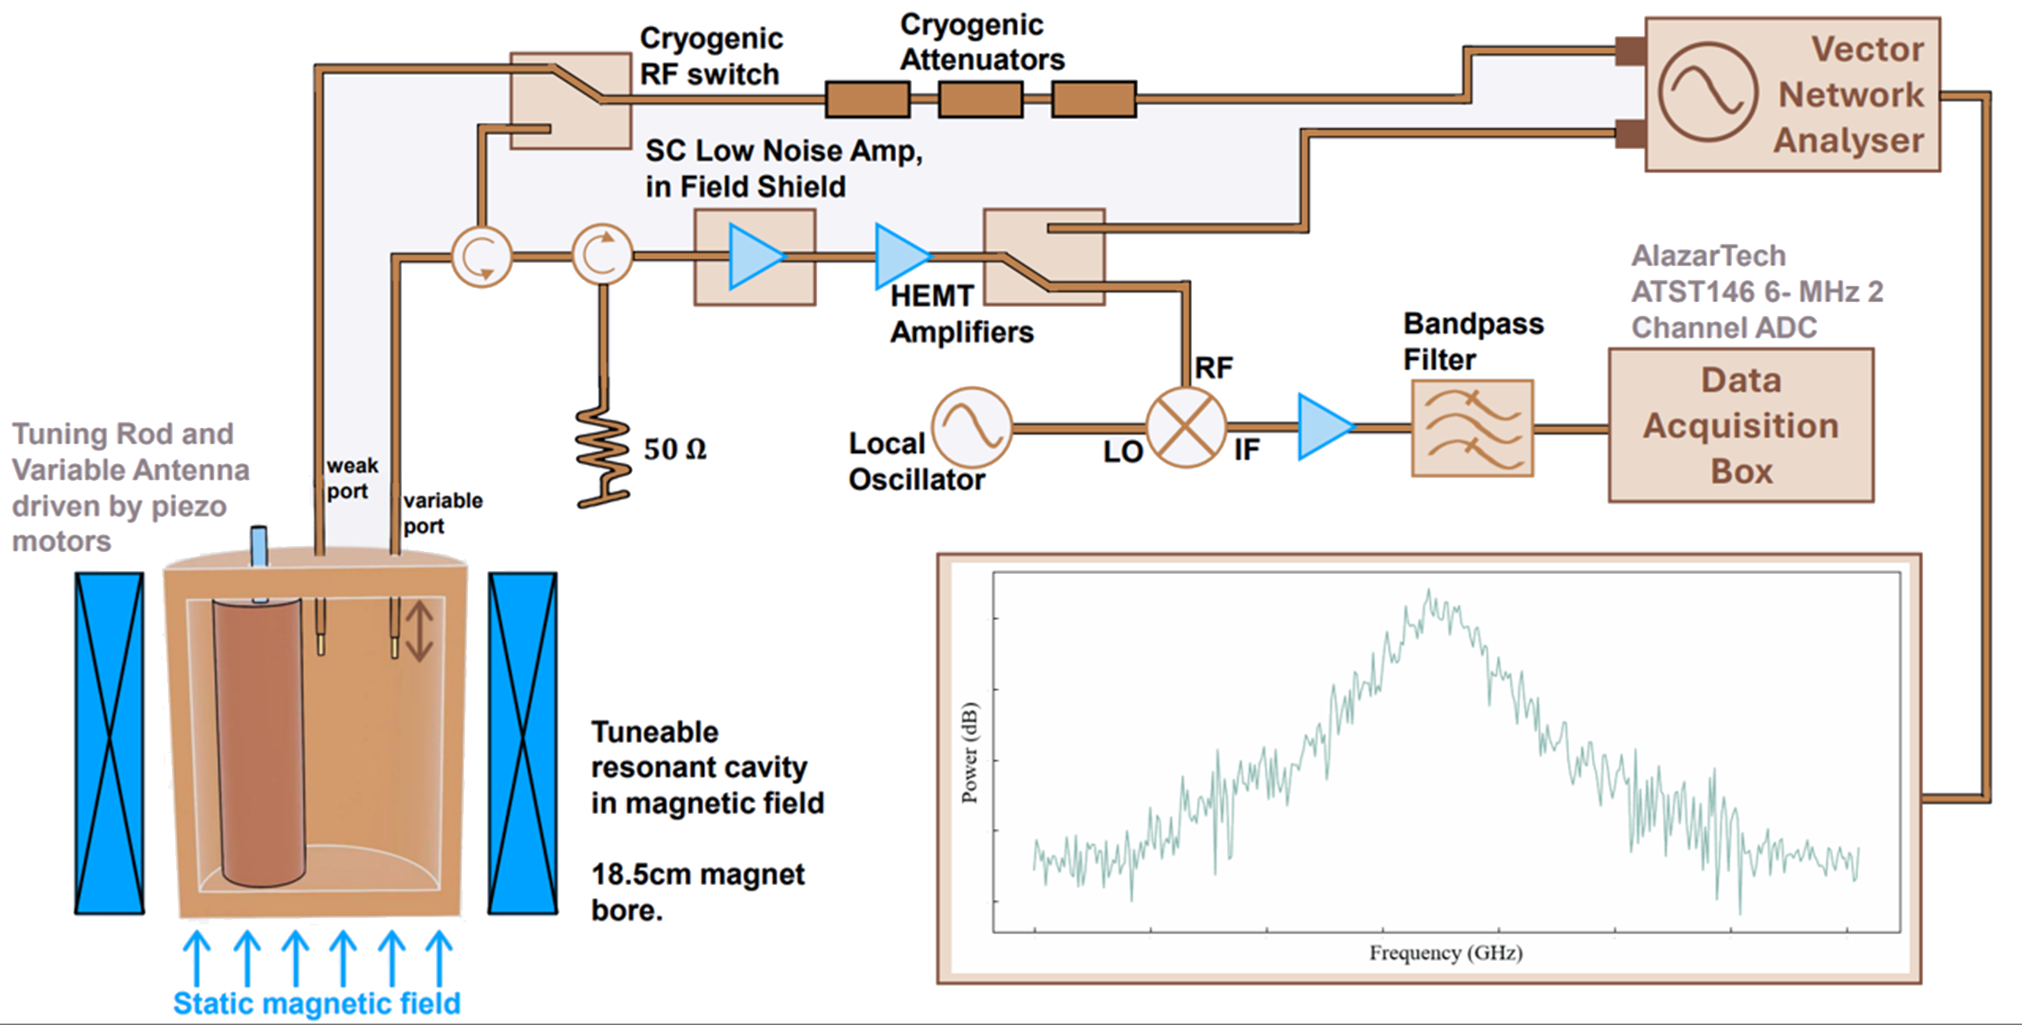 Cryogenic
RF switch
Cryogenic
Attenuators
Vector
Network
Analyser
SC Low Noise Amp,
in Field Shield
HEMT
Amplifiers
AlazarTech
ATST146 6- MHz 2
Channel ADC
Bandpass
Filter
RF
LO
IF
Local
Oscillator
Data
Acquisition
Box
50 Ω
Tuning Rod and
Variable Antenna
driven by piezo
motors
weak
port
variable
port
Tuneable
resonant cavity
in magnetic field
18.5cm magnet
bore.
Static magnetic field
Power (dB)
Frequency (GHz)